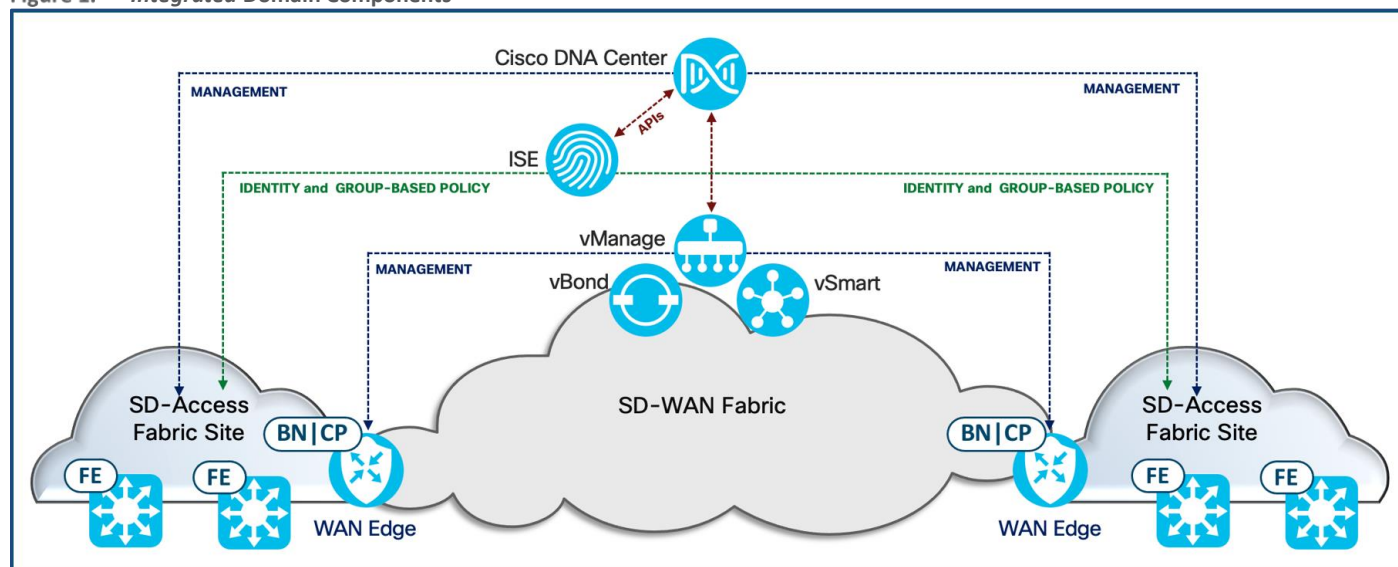 Figure 1. Integrated Domain Components
Cisco DNA Center
MANAGEMENT
MANAGEMENT
APIs
ISE
IDENTITY and GROUP-BASED POLICY
IDENTITY and GROUP-BASED POLICY
vManage
MANAGEMENT
MANAGEMENT
vBond
vSmart
SD-Access
Fabric Site
SD-WAN Fabric
SD-Access
Fabric Site
BN|CP
BN|CP
FE
FE
FE
FE
WAN Edge
WAN Edge